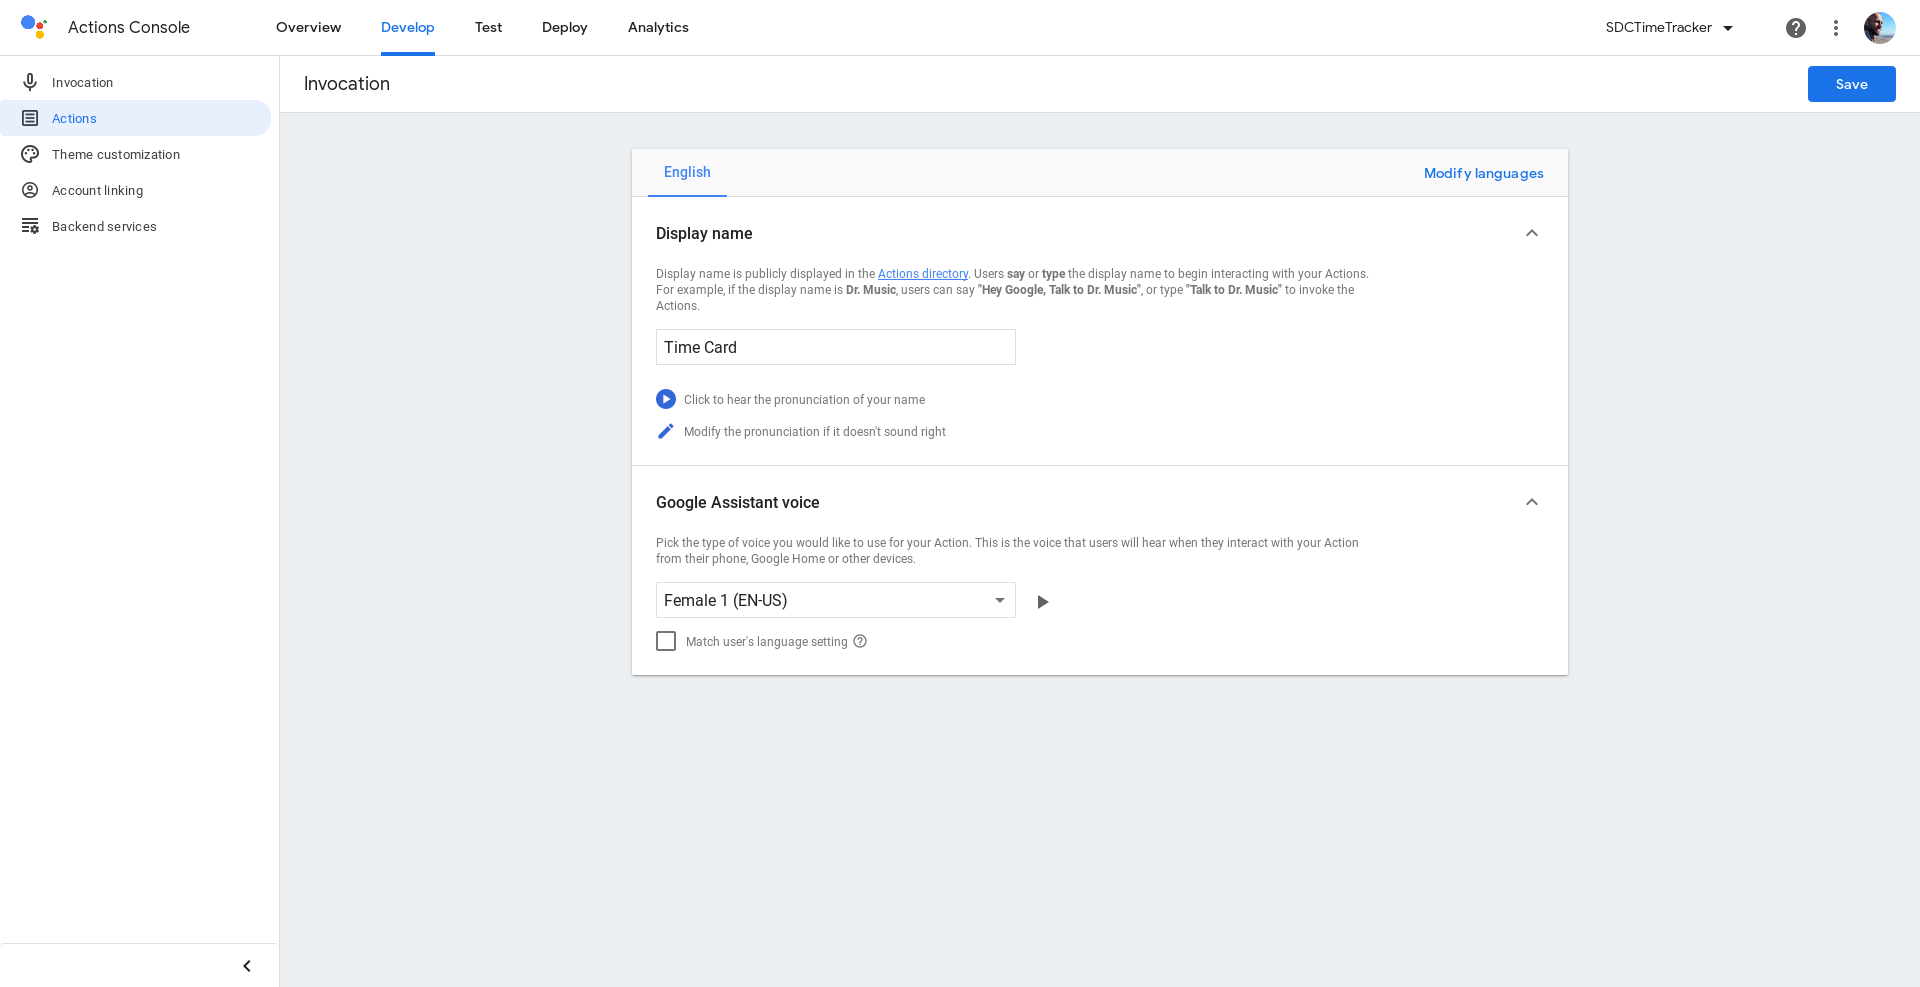 Actions Console
Overview
Develop
Test
Deploy
Analytics
SDCTimeTracker
Invocation
Actions
Theme customization
Account linking
Backend services
Invocation
Save
English
Modify languages
Display name
Display name is publicly displayed in the Actions directory. Users say or type the display name to begin interacting with your Actions.
For example, if the display name is Dr. Music, users can say "Hey Google, Talk to Dr. Music", or type "Talk to Dr. Music" to invoke the
Actions.
Time Card
Click to hear the pronunciation of your name
Modify the pronunciation if it doesn't sound right
Google Assistant voice
Pick the type of voice you would like to use for your Action. This is the voice that users will hear when they interact with your Action
from their phone, Google Home or other devices.
Female 1 (EN-US)
Match user's language setting